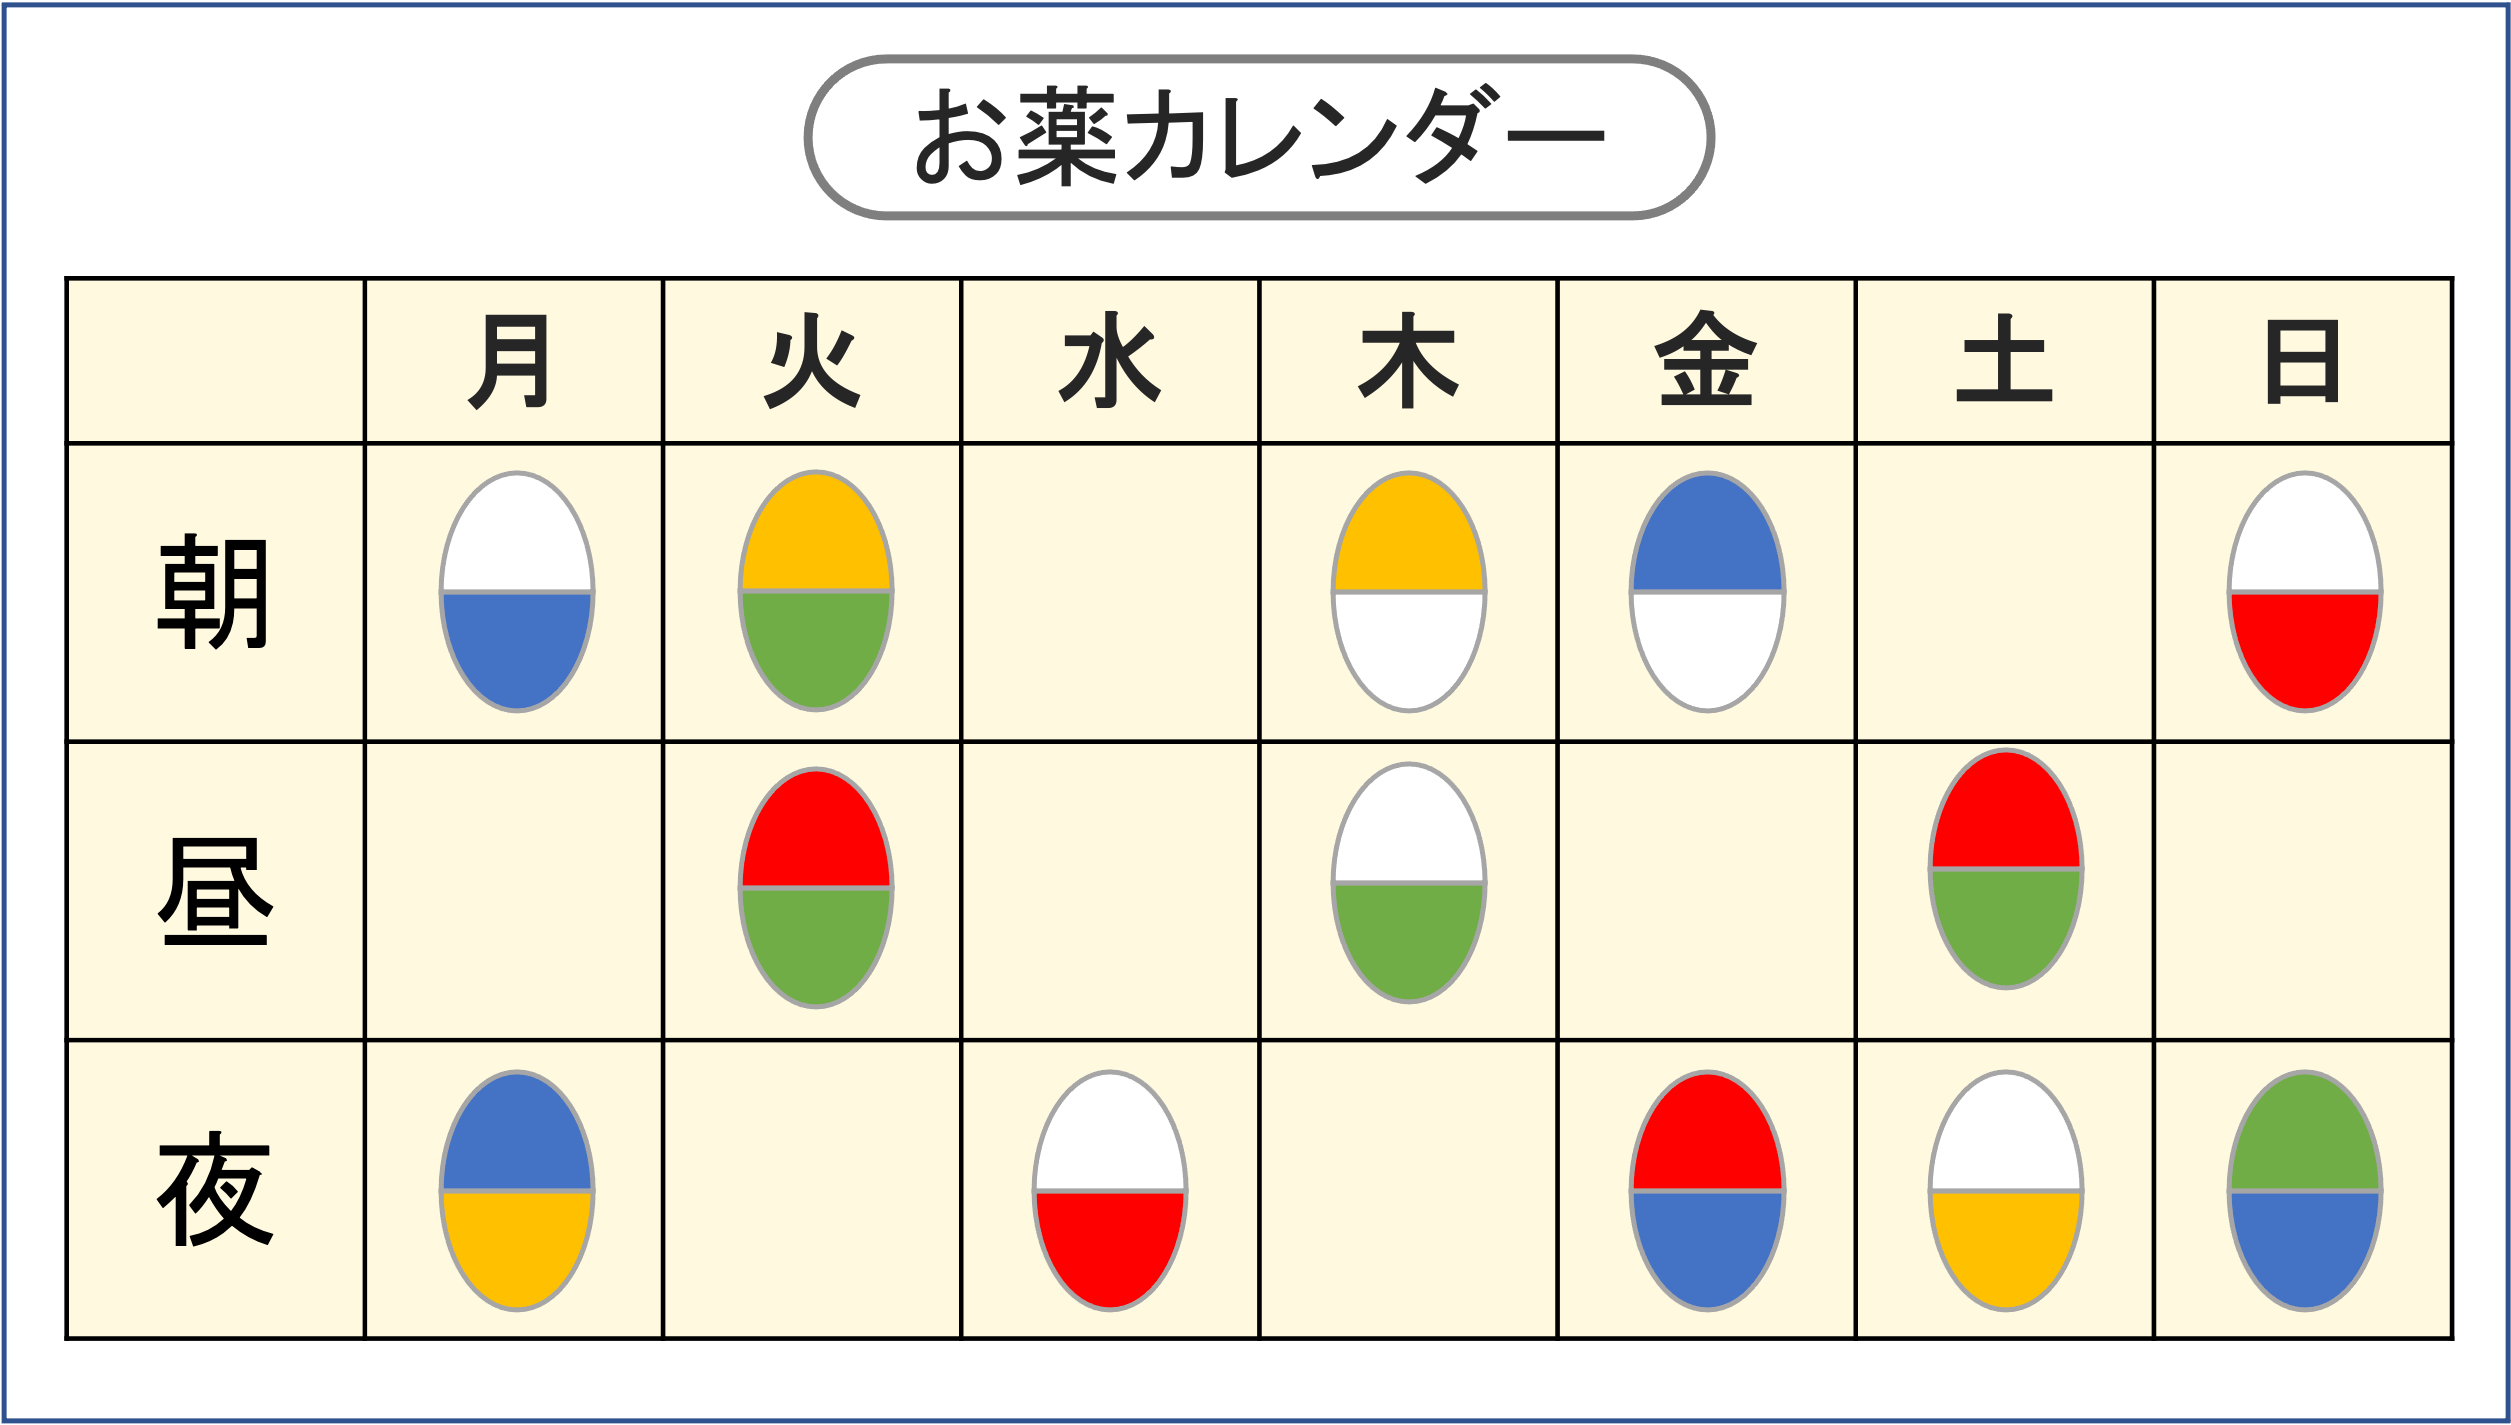 お薬カレンダー
月 火 水 木 金 土 日
朝
昼
夜